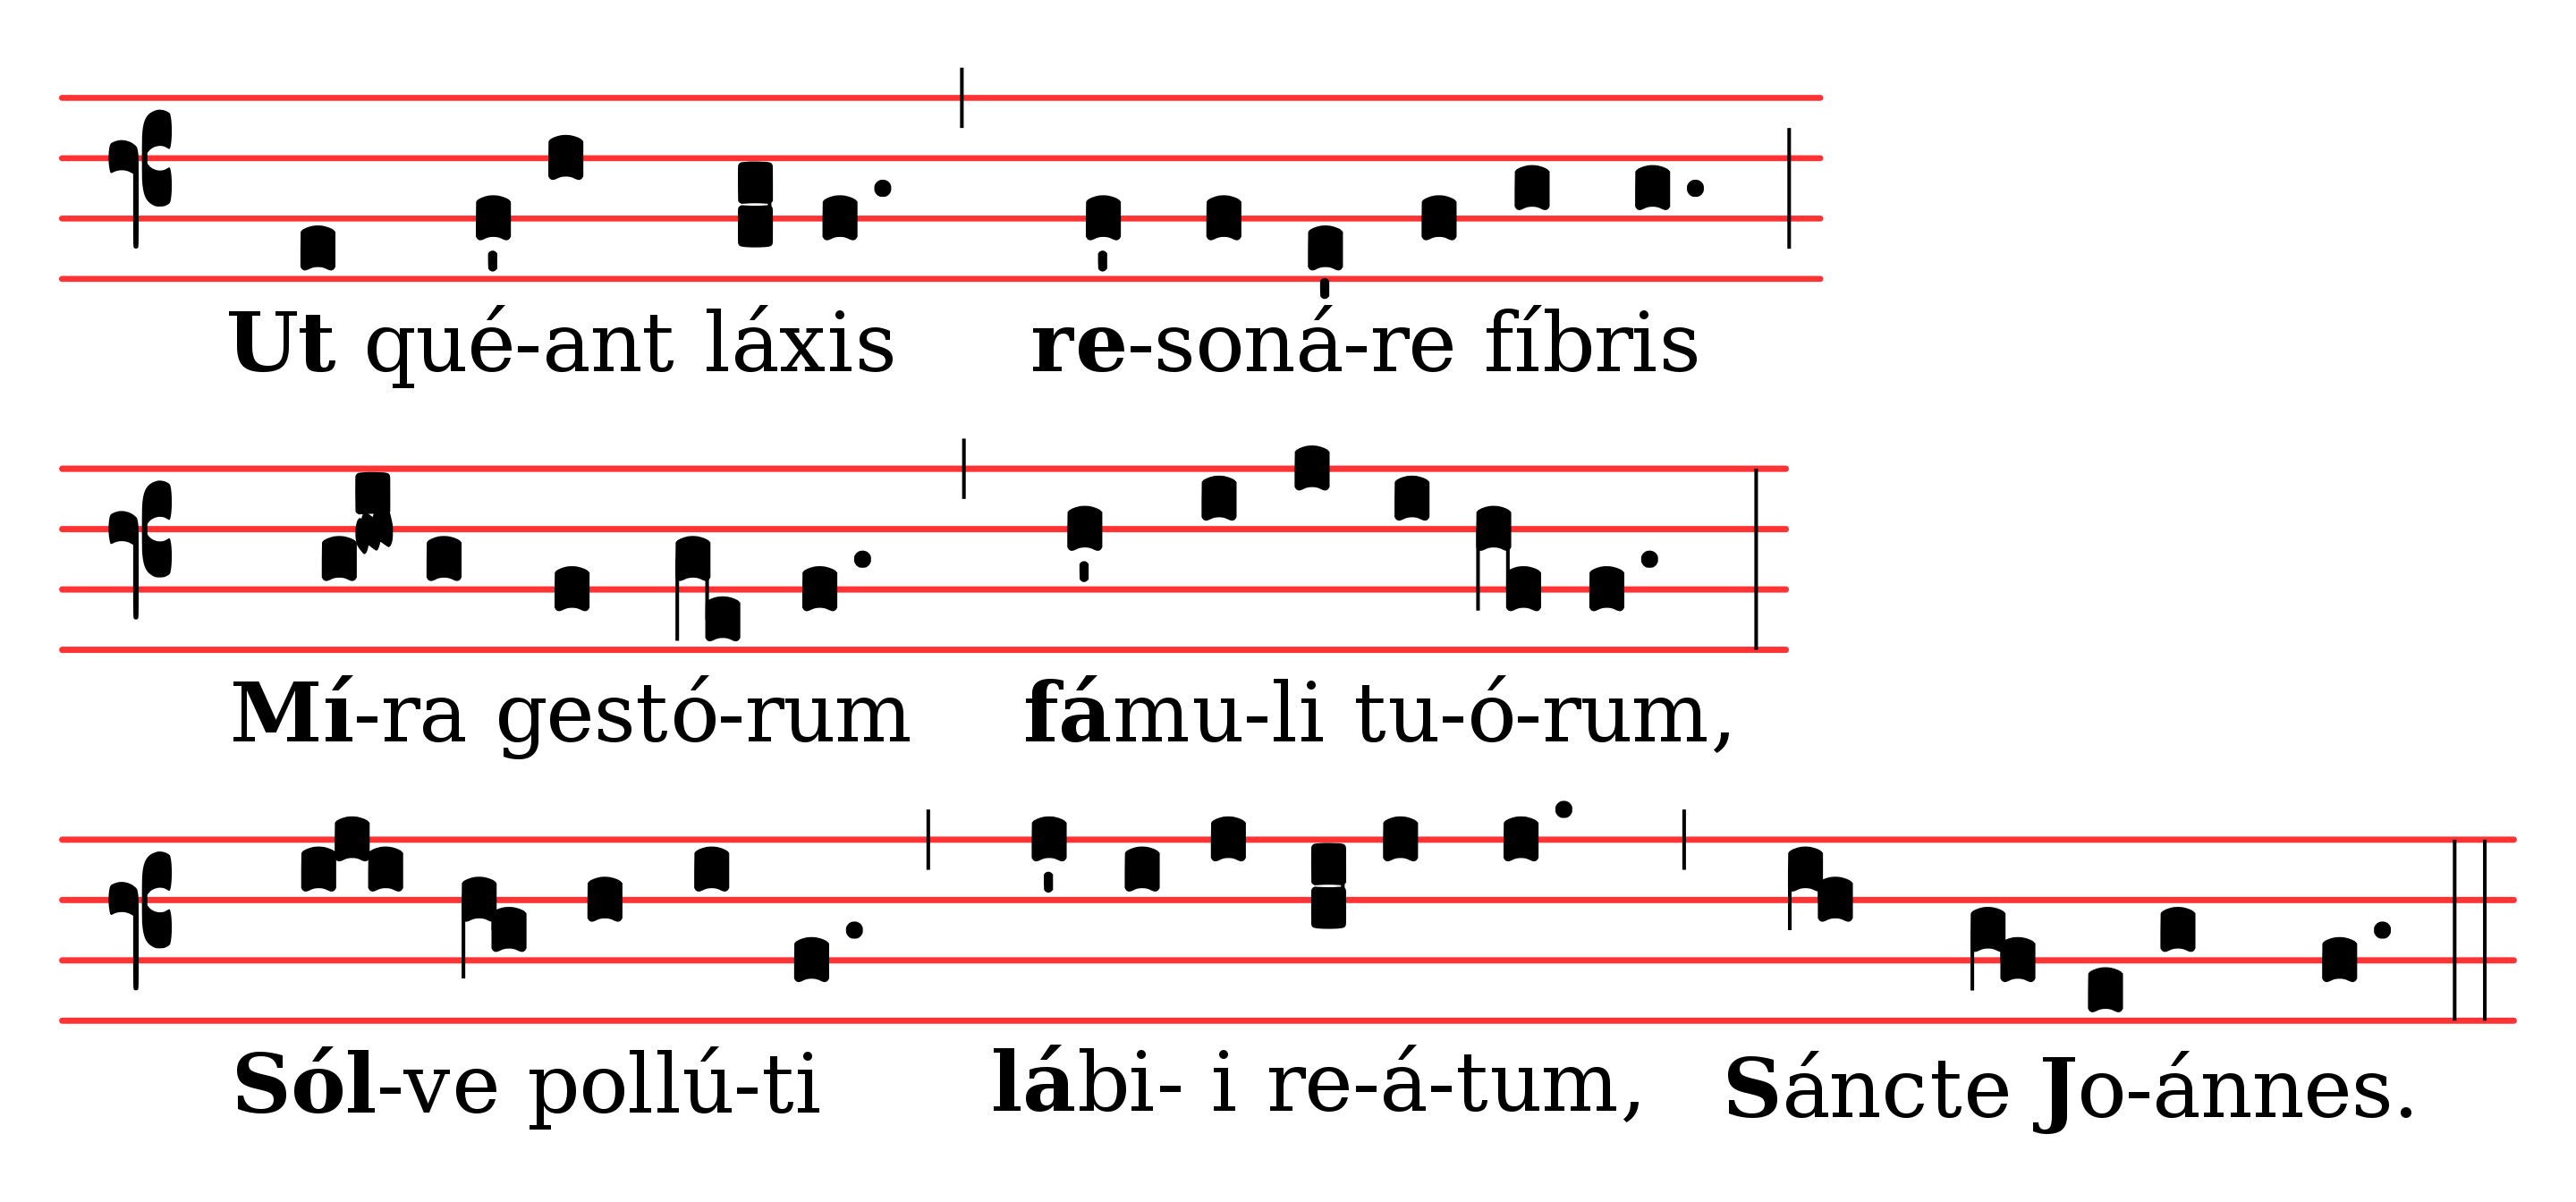 Ut qué-ant láxis re-soná-re fíbris
Mí-ra gestó-rum fámu-li tu-ó-rum,
Sól-ve pollú-ti lábi- i re-á-tum, Sáncte Jo-ánnes.